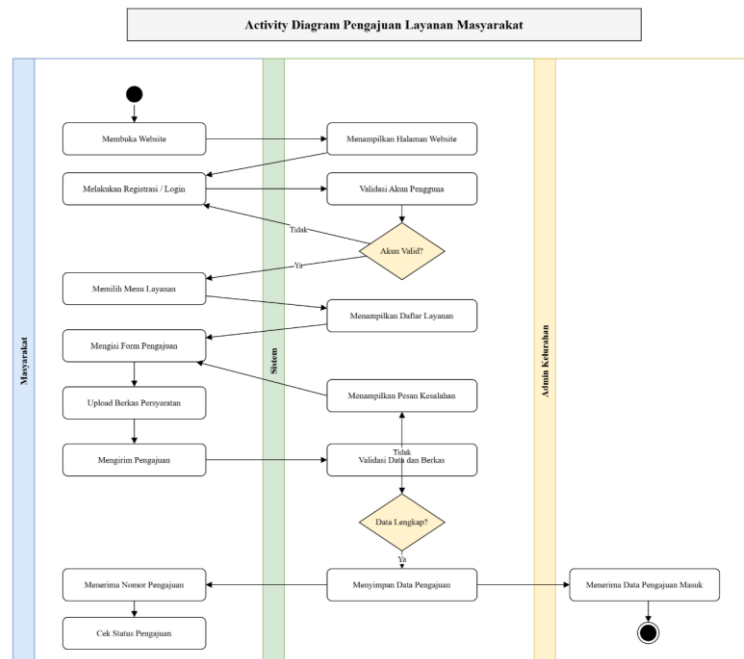 Activity Diagram Pengajuan Layanan Masyarakat
Masyarakat
Sistem
Admin Kelurahan
Membuka Website
Menampilkan Halaman Website
Melakukan Registrasi / Login
Validasi Akun Pengguna
Tidak
Akun Valid?
Ya
Memilih Menu Layanan
Menampilkan Daftar Layanan
Mengisi Form Pengajuan
Menampilkan Pesan Kesalahan
Upload Berkas Persyaratan
Tidak
Mengirim Pengajuan
Validasi Data dan Berkas
Data Lengkap?
Ya
Menerima Nomor Pengajuan
Menyimpan Data Pengajuan
Menerima Data Pengajuan Masuk
Cek Status Pengajuan